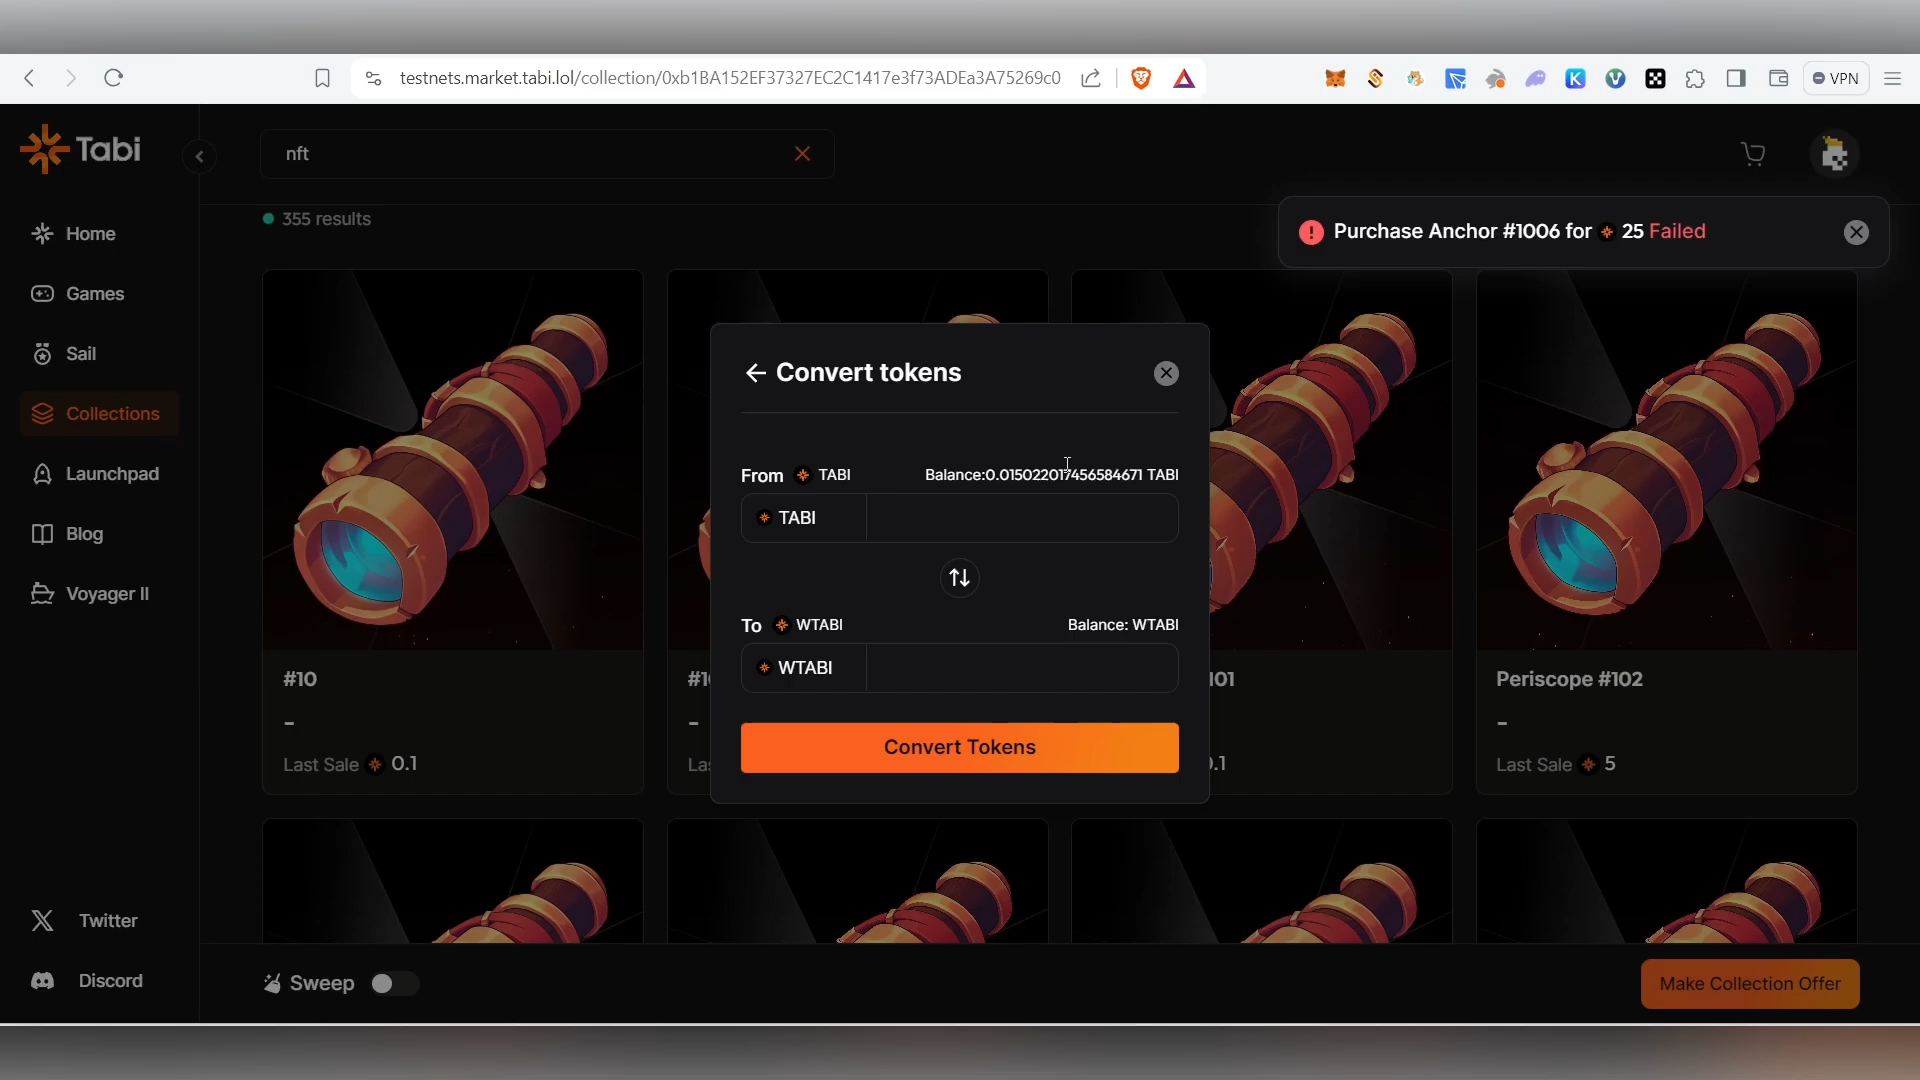 testnets.market.tabi.lol/collection/0xb1BA152EF37327EC2C1417e3f73ADEa3A75269c0
VPN
Tabi
nft
355 results
Purchase Anchor #1006 for 25 Failed
Home
Games
Sail
Collections
Launchpad
Blog
Voyager II
Twitter
Discord
Convert tokens
From TABI Balance:0.015022017456584671 TABI
TABI
To WTABI Balance: WTABI
WTABI
Convert Tokens
#10
-
Last Sale 0.1
-
Periscope #102
-
Last Sale 5
Sweep
Make Collection Offer